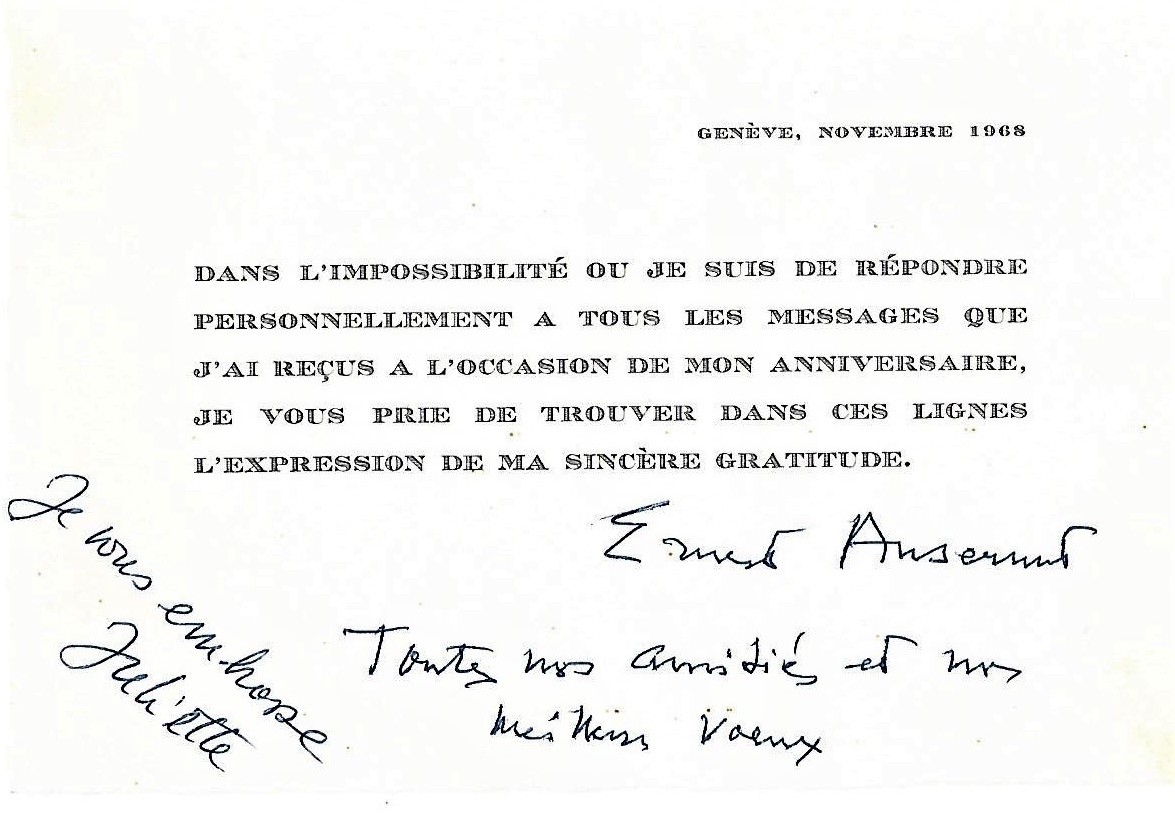 GENÈVE, NOVEMBRE 1968
DANS L'IMPOSSIBILITÉ OU JE SUIS DE RÉPONDRE
PERSONNELLEMENT A TOUS LES MESSAGES QUE
J'AI REÇUS A L'OCCASION DE MON ANNIVERSAIRE,
JE VOUS PRIE DE TROUVER DANS CES LIGNES
L'EXPRESSION DE MA SINCÈRE GRATITUDE.
Ernest Ansermet
Toutes nos amitiés et nos
meilleurs Voeux
Je vous embrasse
Juliette